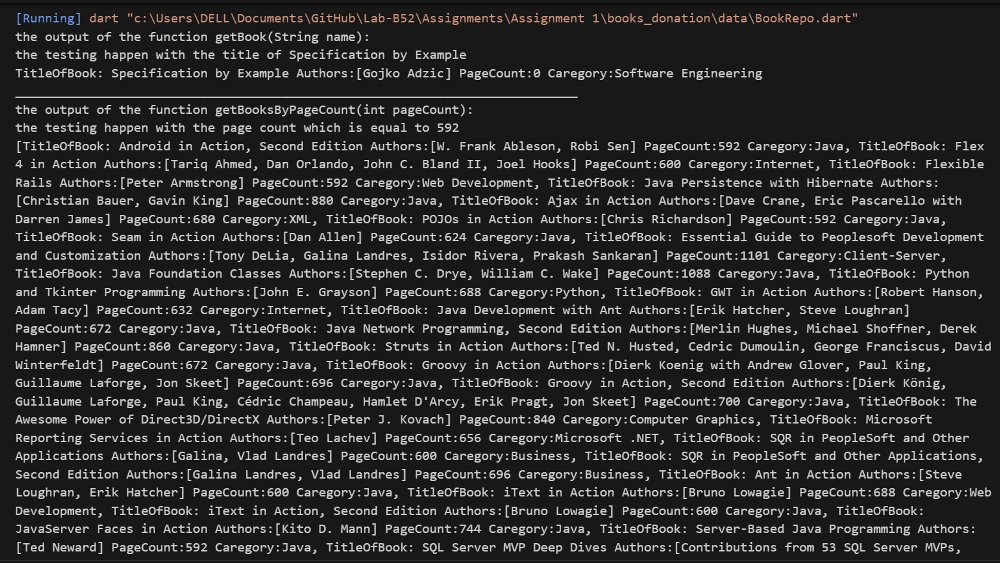 [Running] dart "c:\Users\DELL\Documents\GitHub\Lab-B52\Assignments\Assignment 1\books_donation\data\BookRepo.dart"
the output of the function getBook(String name):
the testing happen with the title of Specification by Example
TitleOfBook: Specification by Example Authors:[Gojko Adzic] PageCount:0 Caregory:Software Engineering
____________________________________________________________________________
the output of the function getBooksByPageCount(int pageCount):
the testing happen with the page count which is equal to 592
[TitleOfBook: Android in Action, Second Edition Authors:[W. Frank Ableson, Robi Sen] PageCount:592 Caregory:Java, TitleOfBook: Flex
4 in Action Authors:[Tariq Ahmed, Dan Orlando, John C. Bland II, Joel Hooks] PageCount:600 Caregory:Internet, TitleOfBook: Flexible
Rails Authors:[Peter Armstrong] PageCount:592 Caregory:Web Development, TitleOfBook: Java Persistence with Hibernate Authors:
[Christian Bauer, Gavin King] PageCount:880 Caregory:Java, TitleOfBook: Ajax in Action Authors:[Dave Crane, Eric Pascarello with
Darren James] PageCount:680 Caregory:XML, TitleOfBook: POJOs in Action Authors:[Chris Richardson] PageCount:592 Caregory:Java,
TitleOfBook: Seam in Action Authors:[Dan Allen] PageCount:624 Caregory:Java, TitleOfBook: Essential Guide to Peoplesoft Development
and Customization Authors:[Tony DeLia, Galina Landres, Isidor Rivera, Prakash Sankaran] PageCount:1101 Caregory:Client-Server,
TitleOfBook: Java Foundation Classes Authors:[Stephen C. Drye, William C. Wake] PageCount:1088 Caregory:Java, TitleOfBook: Python
and Tkinter Programming Authors:[John E. Grayson] PageCount:688 Caregory:Python, TitleOfBook: GWT in Action Authors:[Robert Hanson,
Adam Tacy] PageCount:632 Caregory:Internet, TitleOfBook: Java Development with Ant Authors:[Erik Hatcher, Steve Loughran]
PageCount:672 Caregory:Java, TitleOfBook: Java Network Programming, Second Edition Authors:[Merlin Hughes, Michael Shoffner, Derek
Hamner] PageCount:860 Caregory:Java, TitleOfBook: Struts in Action Authors:[Ted N. Husted, Cedric Dumoulin, George Franciscus, David
Winterfeldt] PageCount:672 Caregory:Java, TitleOfBook: Groovy in Action Authors:[Dierk Koenig with Andrew Glover, Paul King,
Guillaume Laforge, Jon Skeet] PageCount:696 Caregory:Java, TitleOfBook: Groovy in Action, Second Edition Authors:[Dierk König,
Guillaume Laforge, Paul King, Cédric Champeau, Hamlet D'Arcy, Erik Pragt, Jon Skeet] PageCount:700 Caregory:Java, TitleOfBook: The
Awesome Power of Direct3D/DirectX Authors:[Peter J. Kovach] PageCount:840 Caregory:Computer Graphics, TitleOfBook: Microsoft
Reporting Services in Action Authors:[Teo Lachev] PageCount:656 Caregory:Microsoft .NET, TitleOfBook: SQR in PeopleSoft and Other
Applications Authors:[Galina, Vlad Landres] PageCount:600 Caregory:Business, TitleOfBook: SQR in PeopleSoft and Other Applications,
Second Edition Authors:[Galina Landres, Vlad Landres] PageCount:696 Caregory:Business, TitleOfBook: Ant in Action Authors:[Steve
Loughran, Erik Hatcher] PageCount:600 Caregory:Java, TitleOfBook: iText in Action Authors:[Bruno Lowagie] PageCount:688 Caregory:Web
Development, TitleOfBook: iText in Action, Second Edition Authors:[Bruno Lowagie] PageCount:600 Caregory:Java, TitleOfBook:
JavaServer Faces in Action Authors:[Kito D. Mann] PageCount:744 Caregory:Java, TitleOfBook: Server-Based Java Programming Authors:
[Ted Neward] PageCount:592 Caregory:Java, TitleOfBook: SQL Server MVP Deep Dives Authors:[Contributions from 53 SQL Server MVPs,